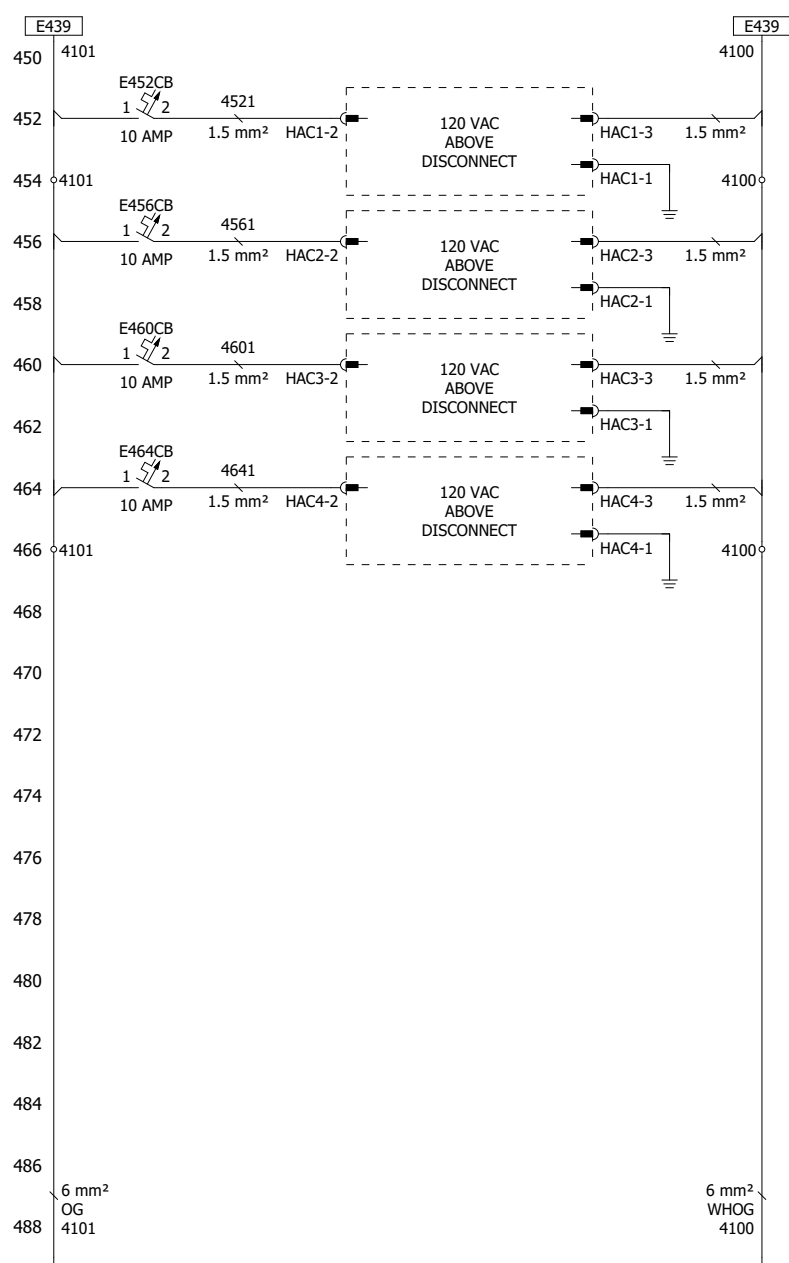 E439
E439
450
4101
4100
E452CB
1
2
4521
452
10 AMP
1.5 mm²
HAC1-2
120 VAC
ABOVE
DISCONNECT
HAC1-3
1.5 mm²
HAC1-1
454
4101
4100
E456CB
1
2
4561
456
10 AMP
1.5 mm²
HAC2-2
120 VAC
ABOVE
DISCONNECT
HAC2-3
1.5 mm²
HAC2-1
458
E460CB
1
2
4601
460
10 AMP
1.5 mm²
HAC3-2
120 VAC
ABOVE
DISCONNECT
HAC3-3
1.5 mm²
HAC3-1
462
E464CB
1
2
4641
464
10 AMP
1.5 mm²
HAC4-2
120 VAC
ABOVE
DISCONNECT
HAC4-3
1.5 mm²
HAC4-1
466
4101
4100
468
470
472
474
476
478
480
482
484
486
6 mm²
OG
4101
6 mm²
WHOG
4100
488